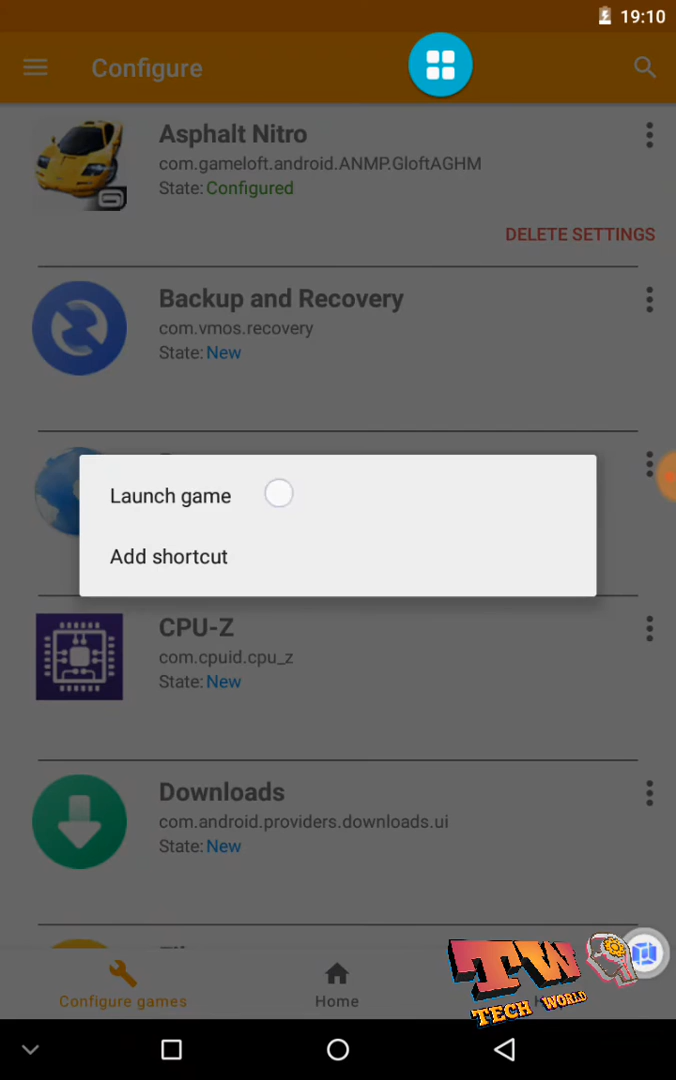 19:10
Configure
Asphalt Nitro
com.gameloft.android.ANMP.GloftAGHM
State: Configured
DELETE SETTINGS
Backup and Recovery
com.vmos.recovery
State: New
Launch game
Add shortcut
CPU-Z
com.cpuid.cpu_z
State: New
Downloads
com.android.providers.downloads.ui
State: New
Configure games
Home
TW
TECH WORLD